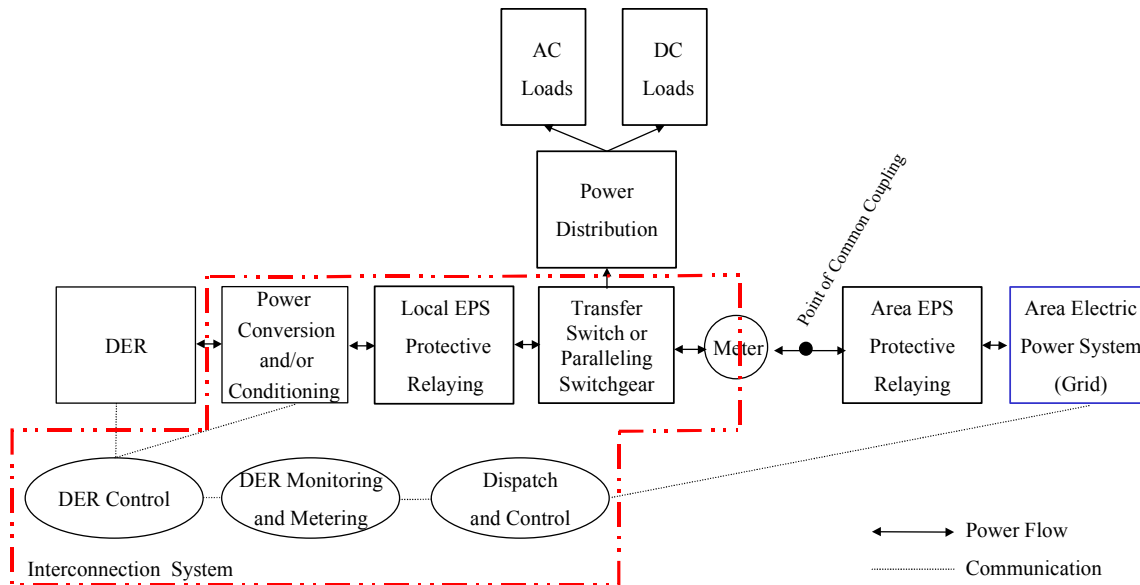 AC
Loads
DC
Loads
Power
Distribution
Point of Common Coupling
DER
Power
Conversion
and/or
Conditioning
Local EPS
Protective
Relaying
Transfer
Switch or
Paralleling
Switchgear
Meter
Area EPS
Protective
Relaying
Area Electric
Power System
(Grid)
DER Control
DER Monitoring
and Metering
Dispatch
and Control
Interconnection System
Power Flow
Communication